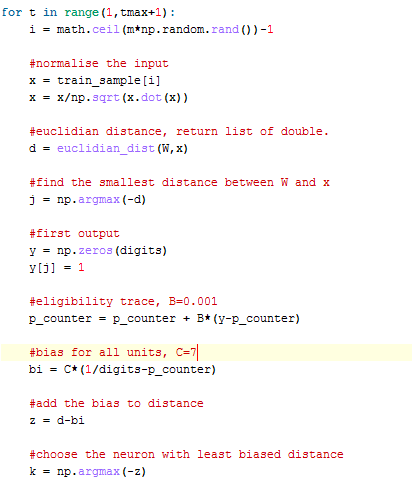 for t in range(1,tmax+1):
i = math.ceil(m*np.random.rand())-1
#normalise the input
x = train_sample[i]
x = x/np.sqrt(x.dot(x))
#euclidian distance, return list of double.
d = euclidian_dist(W,x)
#find the smallest distance between W and x
j = np.argmax(-d)
#first output
y = np.zeros(digits)
y[j] = 1
#eligibility trace, B=0.001
p_counter = p_counter + B*(y-p_counter)
#bias for all units, C=7
bi = C*(1/digits-p_counter)
#add the bias to distance
z = d-bi
#choose the neuron with least biased distance
k = np.argmax(-z)